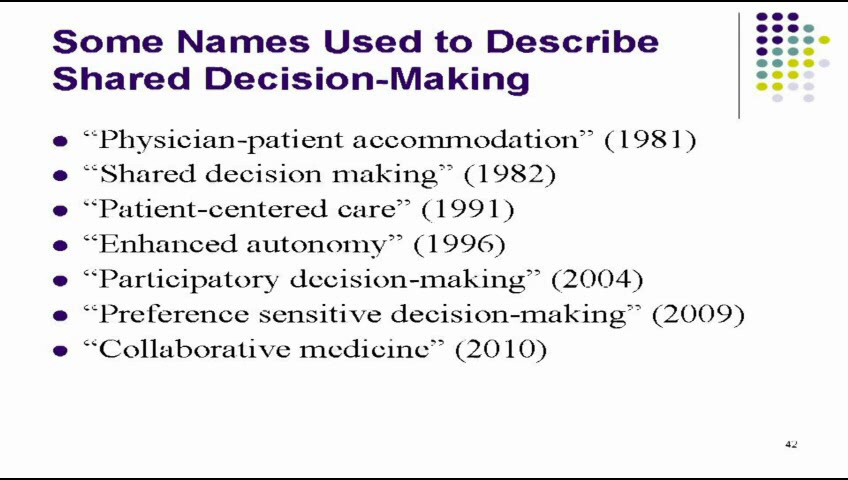 Some Names Used to Describe
Shared Decision-Making
“Physician-patient accommodation” (1981)
“Shared decision making” (1982)
“Patient-centered care” (1991)
“Enhanced autonomy” (1996)
“Participatory decision-making” (2004)
“Preference sensitive decision-making” (2009)
“Collaborative medicine” (2010)
42